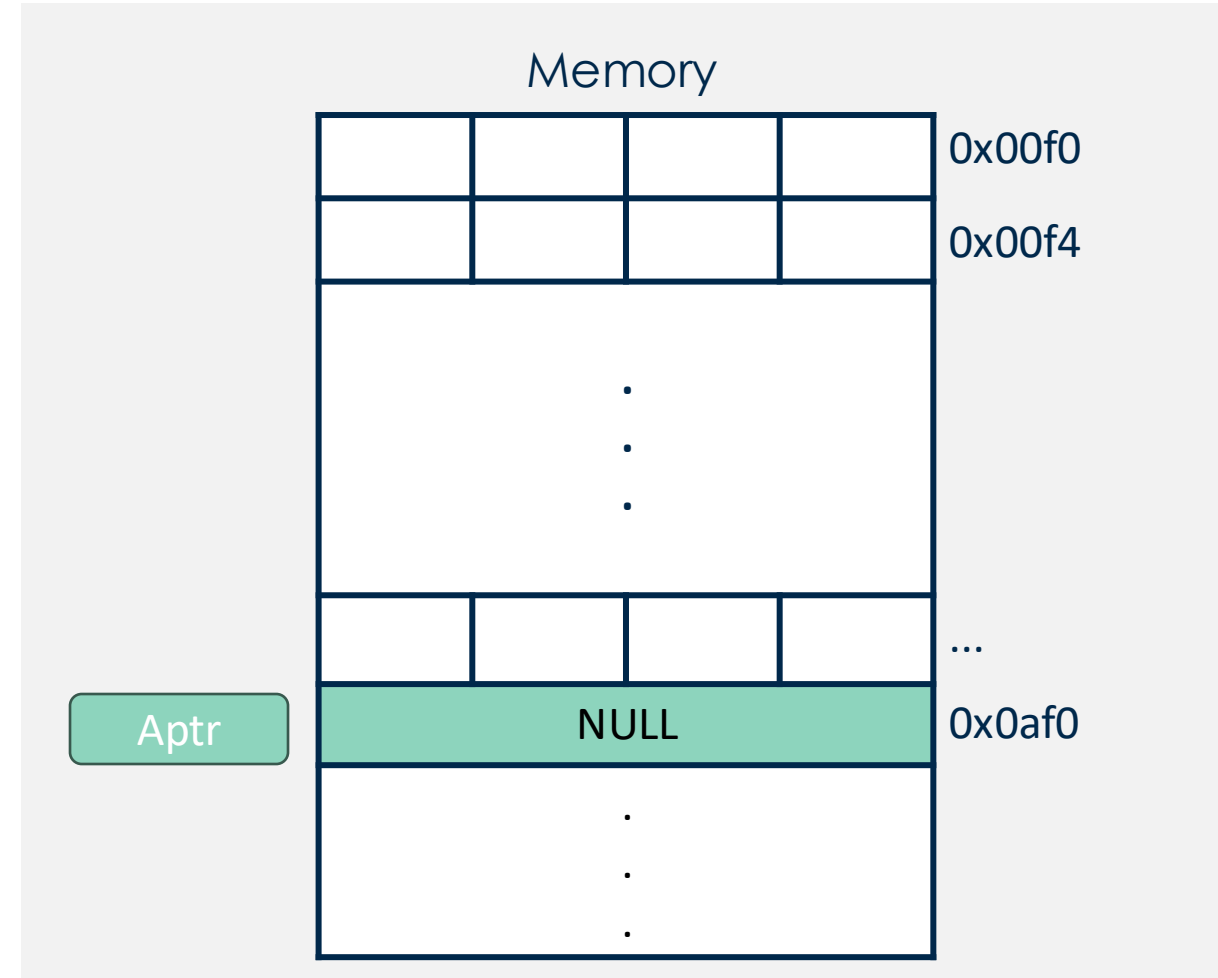 Memory
0x00f0
0x00f4
.
.
.
...
Aptr NULL 0x0af0
.
.
.